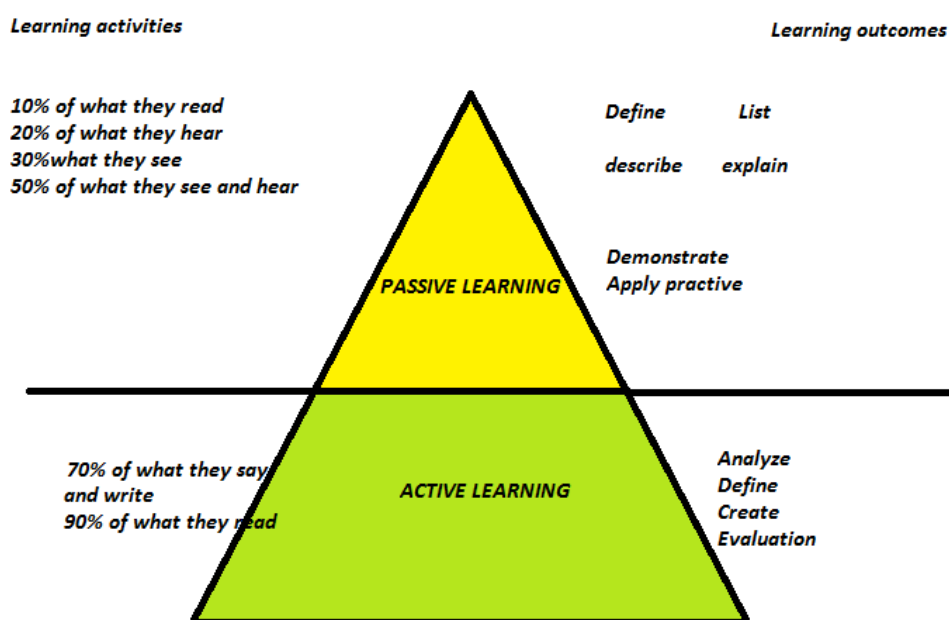 Learning activities
Learning outcomes
10% of what they read
20% of what they hear
30%what they see
50% of what they see and hear
Define List
describe explain
Demonstrate
Apply practive
PASSIVE LEARNING
70% of what they say
and write
90% of what they read
ACTIVE LEARNING
Analyze
Define
Create
Evaluation